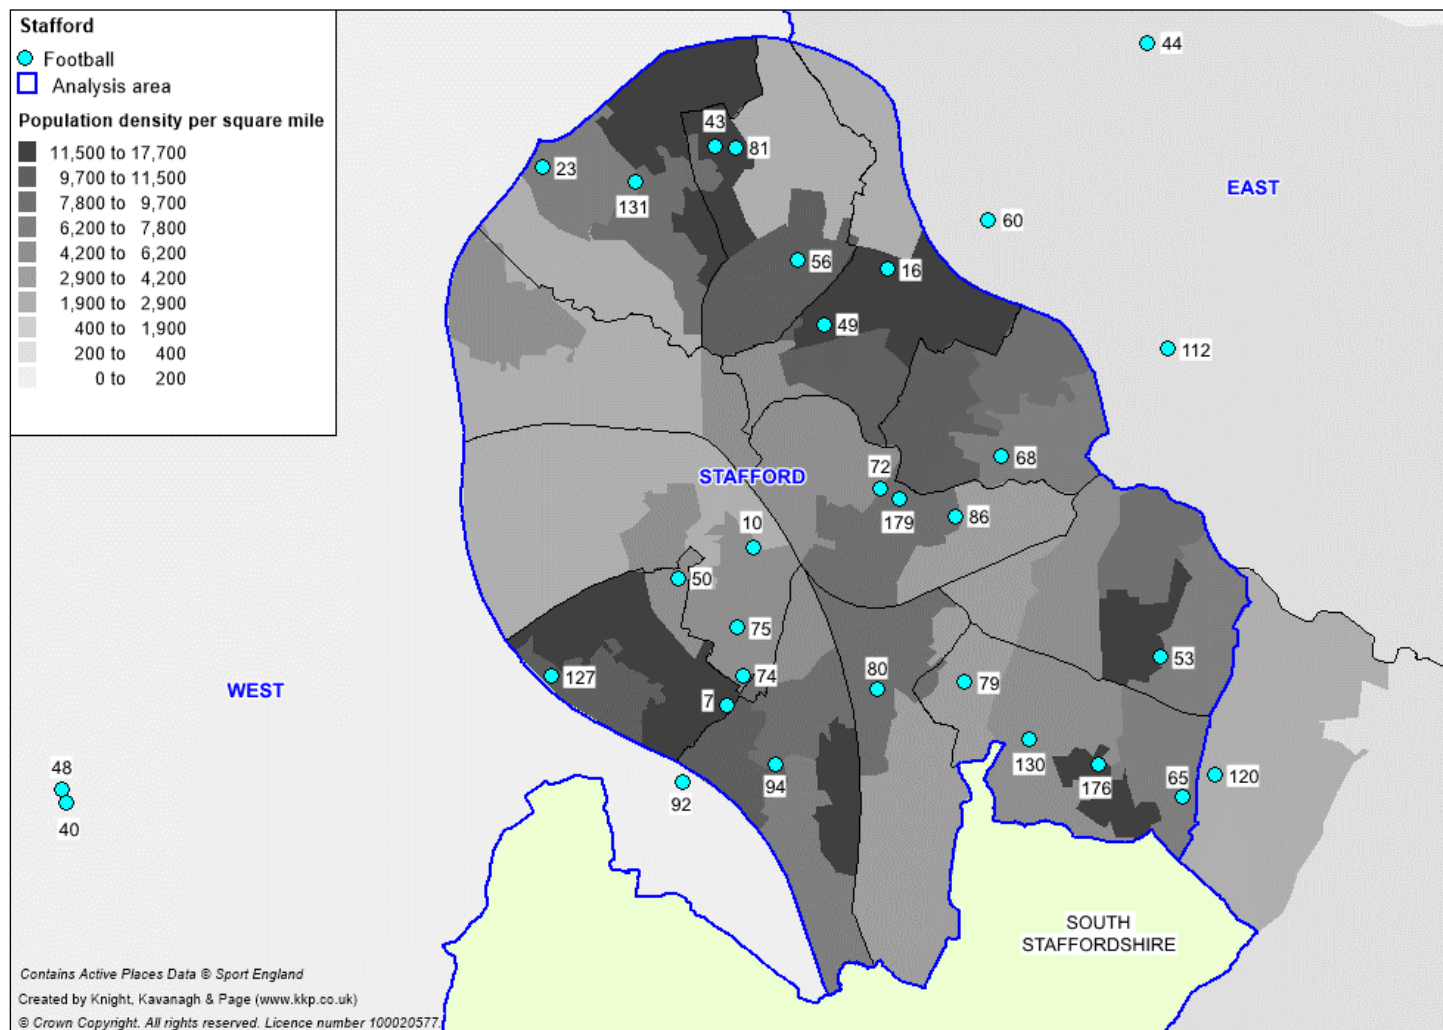 Stafford
Football
Analysis area
Population density per square mile
11,500 to 17,700
9,700 to 11,500
7,800 to 9,700
6,200 to 7,800
4,200 to 6,200
2,900 to 4,200
1,900 to 2,900
400 to 1,900
200 to 400
0 to 200
44
43
81
23
131
EAST
60
56
16
49
112
68
72
STAFFORD
179
86
10
50
75
53
74
127
80
79
WEST
7
130
176
94
65
120
92
48
40
SOUTH
STAFFORDSHIRE
Contains Active Places Data © Sport England
Created by Knight, Kavanagh & Page (www.kkp.co.uk)
© Crown Copyright. All rights reserved. Licence number 100020577.